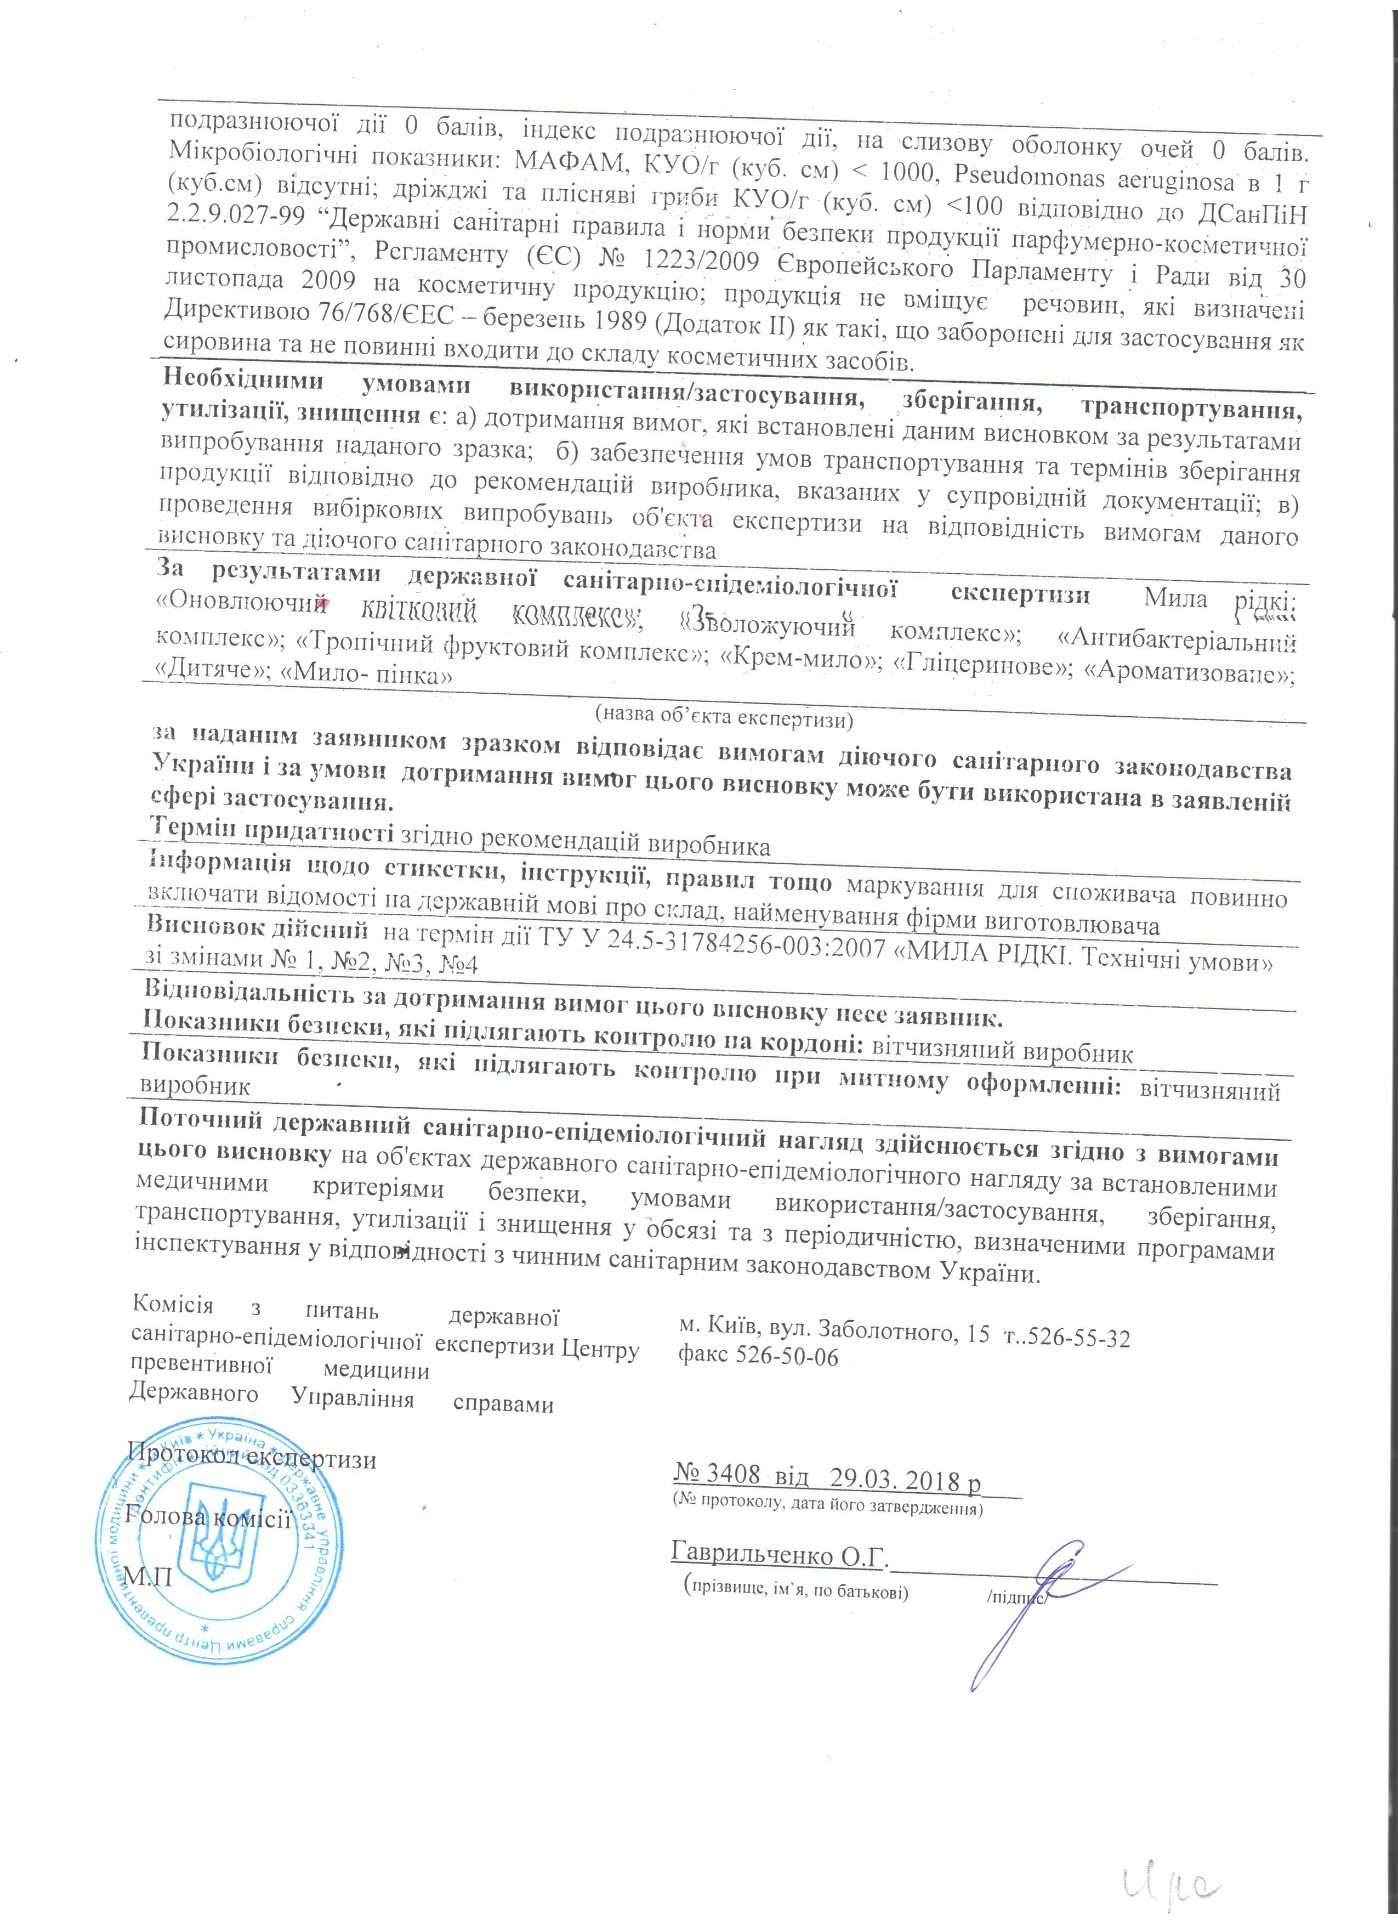 подразнюючої дії 0 балів, індекс подразнюючої дії, на слизову оболонку очей 0 балів.
Мікробіологічні показники: МАФАМ, КУО/г (куб. см) < 1000, Pseudomonas aeruginosa в 1 г
(куб.см) відсутні; дріжджі та плісняві гриби КУО/г (куб. см) <100 відповідно до ДСанПіН
2.2.9.027-99 “Державні санітарні правила і норми безпеки продукції парфумерно-косметичної
промисловості”, Регламенту (ЄС) № 1223/2009 Європейського Парламенту і Ради від 30
листопада 2009 на косметичну продукцію; продукція не вміщує речовин, які визначені
Директивою 76/768/ЄЕС – березень 1989 (Додаток II) як такі, що заборонені для застосування як
сировина та не повинні входити до складу косметичних засобів.
Необхідними умовами використання/застосування, зберігання, транспортування,
утилізації, знищення є: а) дотримання вимог, які встановлені даним висновком за результатами
випробування наданого зразка; б) забезпечення умов транспортування та термінів зберігання
продукції відповідно до рекомендацій виробника, вказаних у супровідній документації; в)
проведення вибіркових випробувань об'єкта експертизи на відповідність вимогам даного
висновку та діючого санітарного законодавства
За результатами державної санітарно-епідеміологічної експертизи Мила рідкі:
«Оновлюючий квітковий комплекс»; «Зволожуючий комплекс»; «Антибактеріальний
комплекс»; «Тропічний фруктовий комплекс»; «Крем-мило»; «Гліцеринове»; «Ароматизоване»;
«Дитяче»; «Мило- пінка»
(назва об’єкта експертизи)
за наданим заявником зразком відповідає вимогам діючого санітарного законодавства
України і за умови дотримання вимог цього висновку може бути використана в заявленій
сфері застосування.
Термін придатності згідно рекомендацій виробника
Інформація щодо етикетки, інструкції, правил тощо маркування для споживача повинно
включати відомості на державній мові про склад, найменування фірми виготовлювача
Висновок дійсний на термін дії ТУ У 24.5-31784256-003:2007 «МИЛА РІДКІ. Технічні умови»
зі змінами № 1, №2, №3, №4
Відповідальність за дотримання вимог цього висновку несе заявник.
Показники безпеки, які підлягають контролю на кордоні: вітчизняний виробник
Показники безпеки, які підлягають контролю при митному оформленні: вітчизняний
виробник
Поточний державний санітарно-епідеміологічний нагляд здійснюється згідно з вимогами
цього висновку на об'єктах державного санітарно-епідеміологічного нагляду за встановленими
медичними критеріями безпеки, умовами використання/застосування, зберігання,
транспортування, утилізації і знищення у обсязі та з періодичністю, визначеними програмами
інспектування у відповідності з чинним санітарним законодавством України.
Комісія з питань державної
санітарно-епідеміологічної експертизи Центру
превентивної медицини
Державного Управління справами
м. Київ, вул. Заболотного, 15 т..526-55-32
факс 526-50-06
Протокол експертизи
№ 3408 від 29.03. 2018 р
(№ протоколу, дата його затвердження)
Голова комісії
Гаврильченко О.Г.
(прізвище, ім`я, по батькові) /підпис/
М.П
* Київ * Україна * Державне управління справами Центр превентивної медицини *
Ідентифікаційний код 03363341